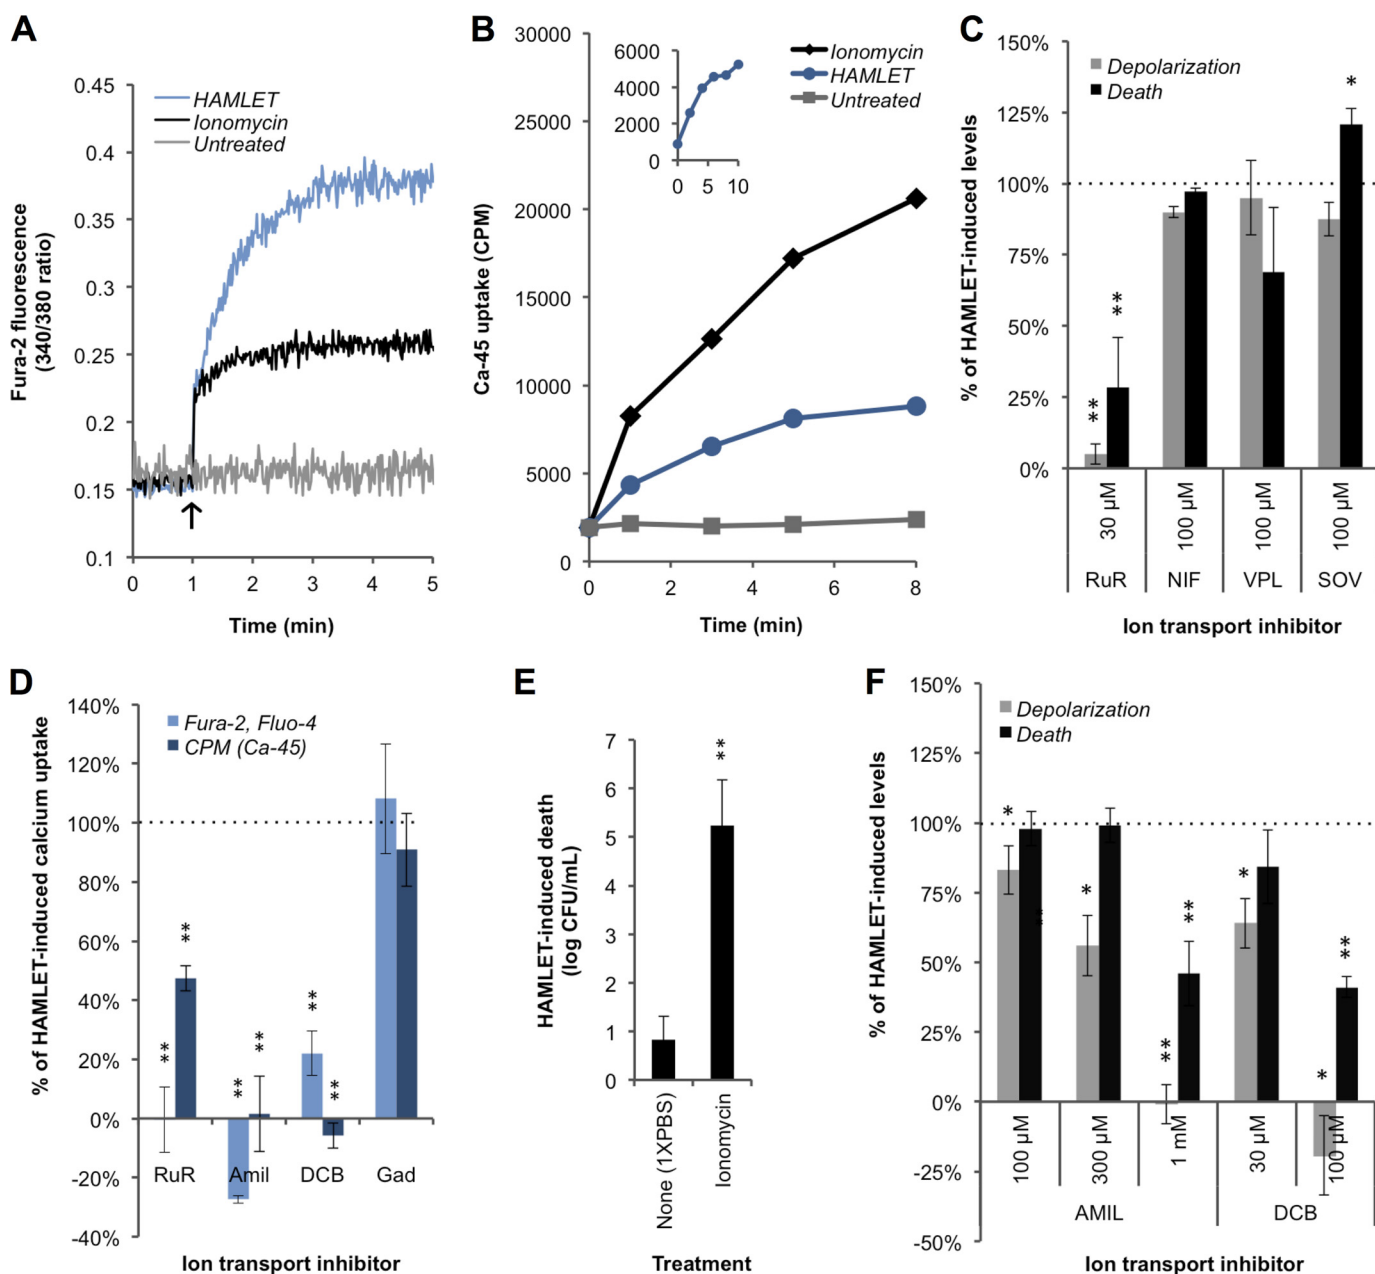 A
Fura-2 fluorescence
(340/380 ratio)
0.45
0.4
0.35
0.3
0.25
0.2
0.15
0.1
HAMLET
Ionomycin
Untreated
0 1 2 3 4 5
Time (min)
B
Ca-45 uptake (CPM)
30000
25000
20000
15000
10000
5000
0
6000
4000
2000
0
0 5 10
Ionomycin
HAMLET
Untreated
0 2 4 6 8
Time (min)
C
% of HAMLET-induced levels
150%
125%
100%
75%
50%
25%
0%
Depolarization
Death
*
**
**
30 µM 100 µM 100 µM 100 µM
RuR NIF VPL SOV
Ion transport inhibitor
D
% of HAMLET-induced calcium uptake
140%
120%
100%
80%
60%
40%
20%
0%
-20%
-40%
Fura-2, Fluo-4
CPM (Ca-45)
**
**
**
**
**
**
RuR Amil DCB Gad
Ion transport inhibitor
E
HAMLET-induced death
(log CFU/mL)
7
6
5
4
3
2
1
0
**
None (1XPBS)
Ionomycin
Treatment
F
% of HAMLET-induced levels
150%
125%
100%
75%
50%
25%
0%
-25%
-50%
Depolarization
Death
*
**
*
**
**
*
*
**
100 µM 300 µM 1 mM 30 µM 100 µM
AMIL DCB
Ion transport inhibitor